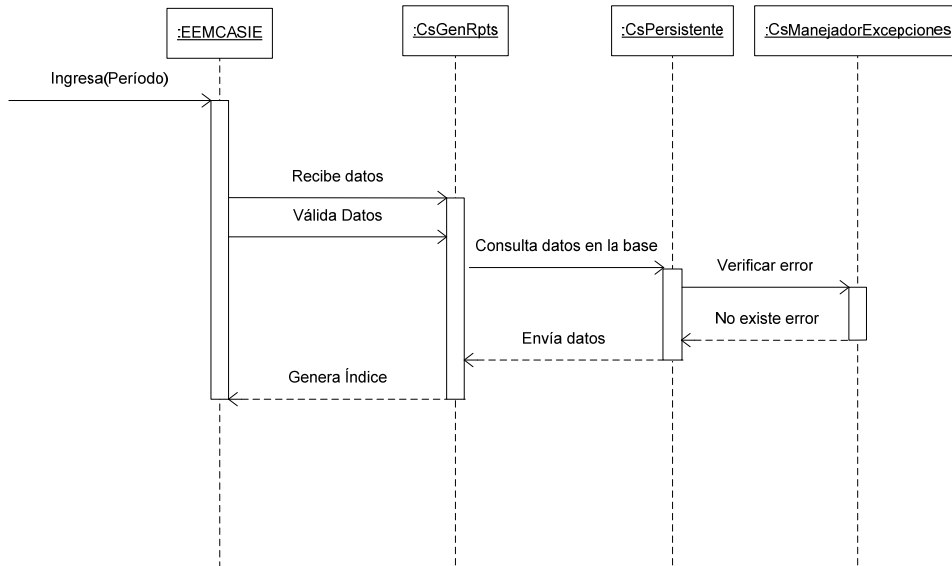 :EEMCASIE
:CsGenRpts
:CsPersistente
:CsManejadorExcepciones
Ingresa(Período)
Recibe datos
Válida Datos
Consulta datos en la base
Verificar error
No existe error
Envía datos
Genera Índice